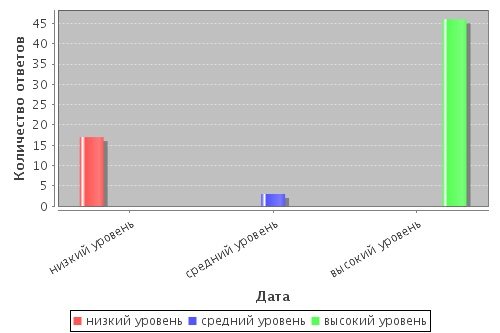 Количество ответов
45
40
35
30
25
20
15
10
5
0
низкий уровень
средний уровень
высокий уровень
Дата
низкий уровень средний уровень высокий уровень